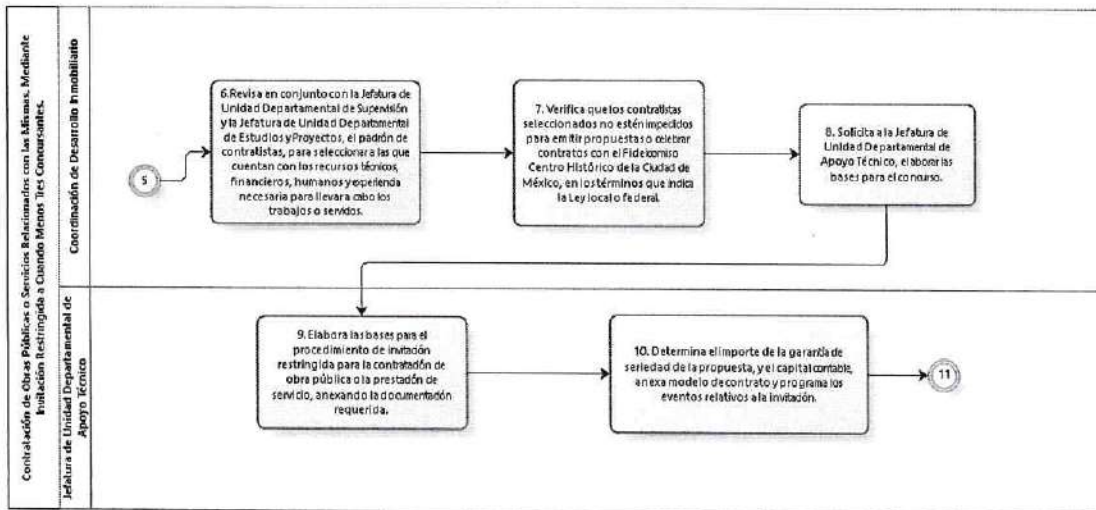 Contratación de Obras Públicas o Servicios Relacionados con las Mismas, Mediante
Invitación Restringida a Cuando Menos Tres Concursantes.
Coordinación de Desarrollo Inmobiliario
5
6.Revisa en conjunto con la Jefatura de
Unidad Departamental de Supervisión
y la Jefatura de Unidad Departamental
de Estudios y Proyectos, el padrón de
contratistas, para seleccionar a las que
cuentan con los recursos técnicos,
financieros, humanos y experiencia
necesaria para llevar a cabo los
trabajos o servicios.
7. Verifica que los contratistas
seleccionados no estén impedidos
para emitir propuestas o celebrar
contratos con el Fideicomiso
Centro Histórico de la Ciudad de
México, en los términos que indica
la Ley local o federal.
8. Solicita a la Jefatura de
Unidad Departamental de
Apoyo Técnico, elaborar las
bases para el concurso.
Jefatura de Unidad Departamental de
Apoyo Técnico
9. Elabora las bases para el
procedimiento de invitación
restringida para la contratación de
obra pública o la prestación de
servicio, anexando la documentación
requerida.
10. Determina el importe de la garantía de
seriedad de la propuesta, y el capital contable,
anexa modelo de contrato y programa los
eventos relativos a la invitación.
11